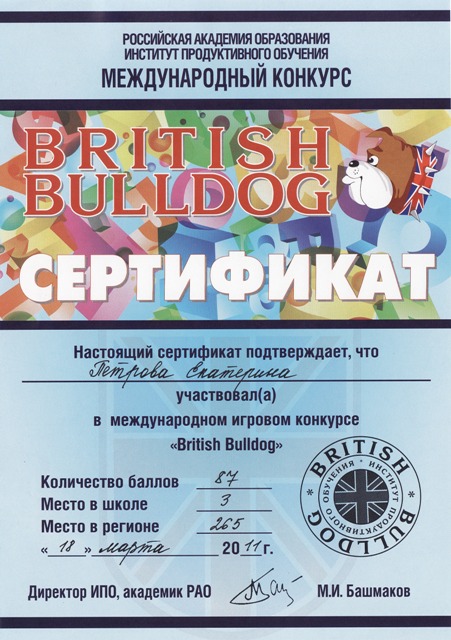 РОССИЙСКАЯ АКАДЕМИЯ ОБРАЗОВАНИЯ
ИНСТИТУТ ПРОДУКТИВНОГО ОБУЧЕНИЯ
МЕЖДУНАРОДНЫЙ КОНКУРС
BRITISH
BULLDOG
СЕРТИФИКАТ
Настоящий сертификат подтверждает, что
Петрова Екатерина
участвовал(а)
в международном игровом конкурсе
«British Bulldog»
Количество баллов 87
Место в школе 3
Место в регионе 265
« 18 » марта 2011 г.
BRITISH BULLDOG
ИНСТИТУТ ПРОДУКТИВНОГО ОБУЧЕНИЯ
Директор ИПО, академик РАО М.И. Башмаков